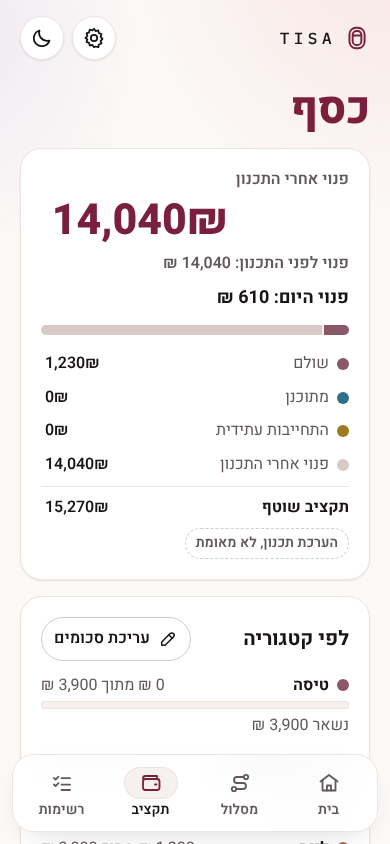 TISA
כסף
פנוי אחרי התכנון
14,040₪
פנוי לפני התכנון: 14,040 ₪
פנוי היום: 610 ₪
שולם 1,230₪
מתוכנן 0₪
התחייבות עתידית 0₪
פנוי אחרי התכנון 14,040₪
תקציב שוטף 15,270₪
הערכת תכנון, לא מאומת
לפי קטגוריה עריכת סכומים
טיסה 0 ₪ מתוך 3,900 ₪
נשאר 3,900 ₪
בית מסלול תקציב רשימות